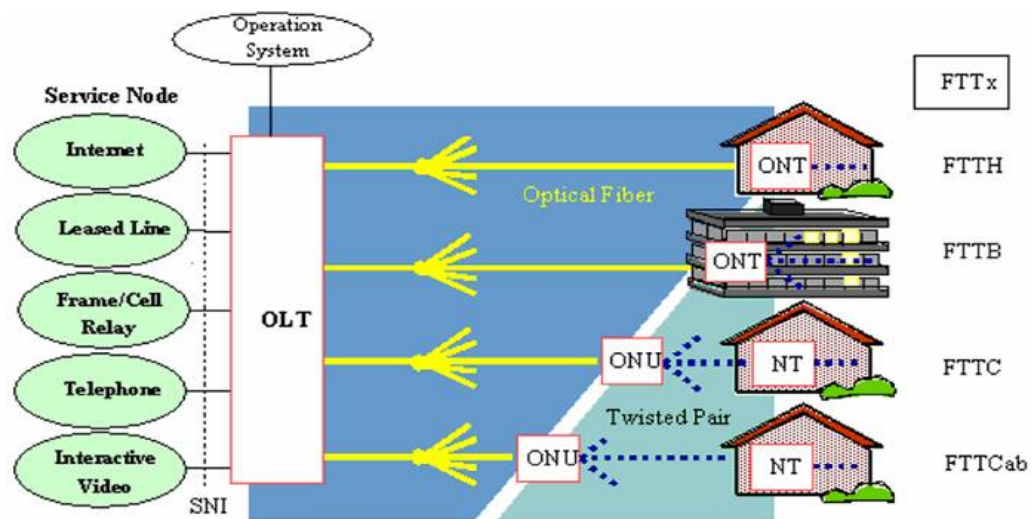 Operation
System
FTTx
Service Node
Internet
Leased Line
Frame/Cell
Relay
Telephone
Interactive
Video
SNI
OLT
Optical Fiber
ONT
FTTH
ONT
FTTB
ONU
NT
FTTC
Twisted Pair
ONU
NT
FTTCab